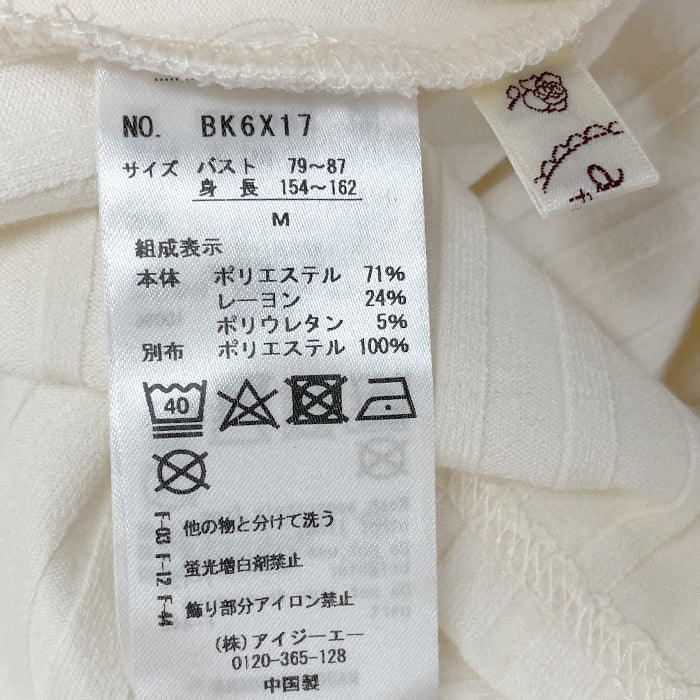 NO. BK6X17
サイズ バスト 79~87
身 長 154~162
M
組成表示
本体 ポリエステル 71%
レーヨン 24%
ポリウレタン 5%
別布 ポリエステル 100%
40
F-03 他の物と分けて洗う
F-12 蛍光増白剤禁止
F-44 飾り部分アイロン禁止
(株)アイジーエー
0120-365-128
中国製